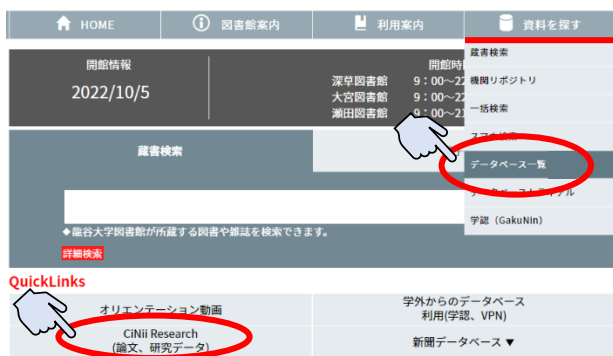 HOME
図書館案内
利用案内
資料を探す
開館情報
2022/10/5
深草図書館 9:00〜22
大宮図書館 9:00〜22
瀬田図書館 9:00〜21
蔵書検索
機関リポジトリ
一括検索
データベース一覧
学認（GakuNin）
蔵書検索
◆龍谷大学図書館が所蔵する図書や雑誌を検索できます。
詳細検索
QuickLinks
オリエンテーション動画
学外からのデータベース
利用(学認、VPN)
CiNii Research
(論文、研究データ)
新聞データベース ▼